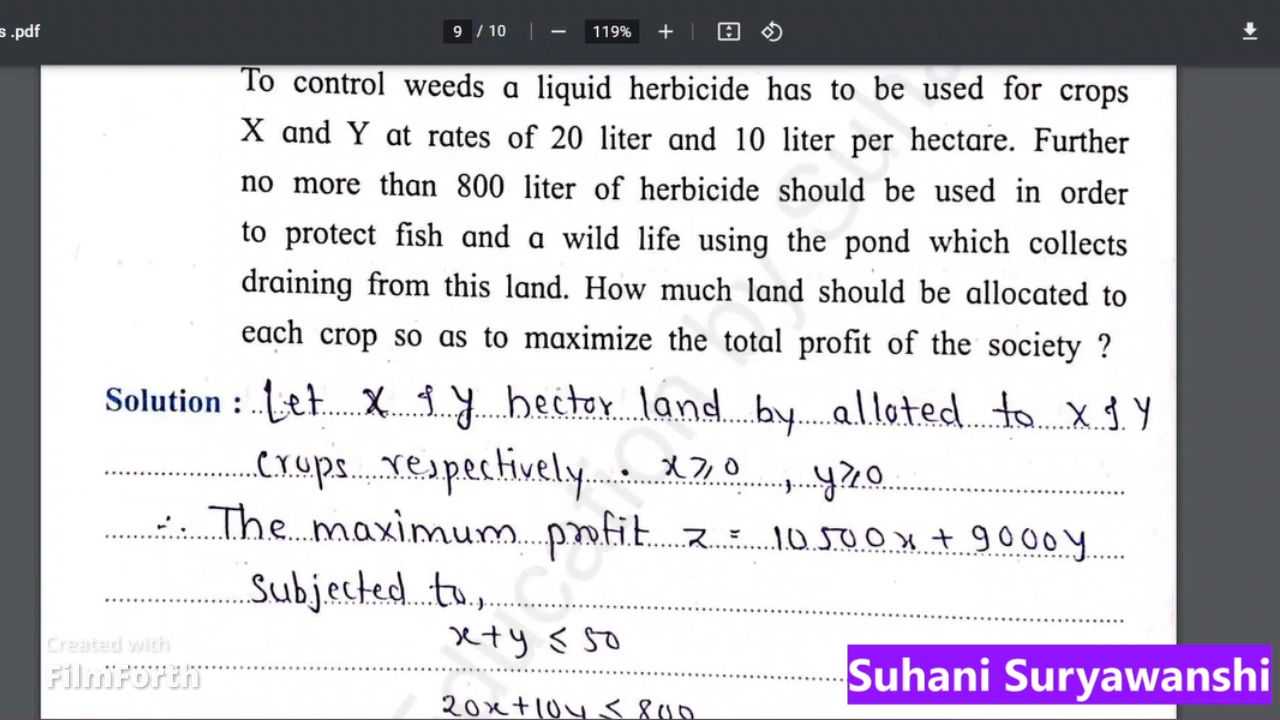 s .pdf
9 / 10
119%
To control weeds a liquid herbicide has to be used for crops
X and Y at rates of 20 liter and 10 liter per hectare. Further
no more than 800 liter of herbicide should be used in order
to protect fish and a wild life using the pond which collects
draining from this land. How much land should be allocated to
each crop so as to maximize the total profit of the society ?
Solution : Let x & y hector land by alloted to X & Y
crops respectively. x≥0, y≥0
∴ The maximum profit z = 10500x + 9000y
Subjected to,
x+y ≤ 50
20x+10y ≤ 800
Created with
FilmForth
Suhani Suryawanshi
Education by Suha